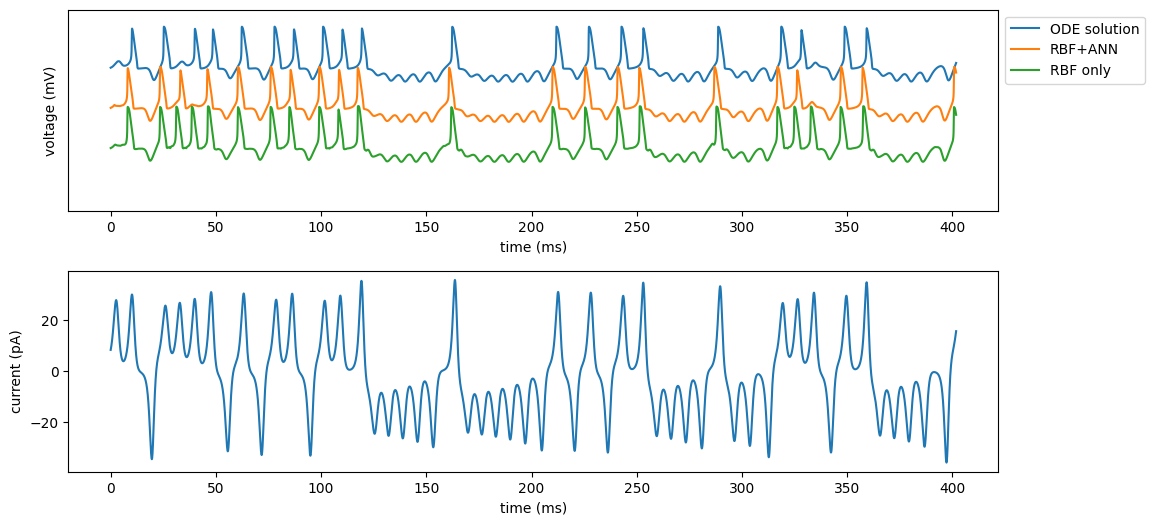 ODE solution
RBF+ANN
RBF only
voltage (mV)
0 50 100 150 200 250 300 350 400
time (ms)
20
0
−20
current (pA)
0 50 100 150 200 250 300 350 400
time (ms)